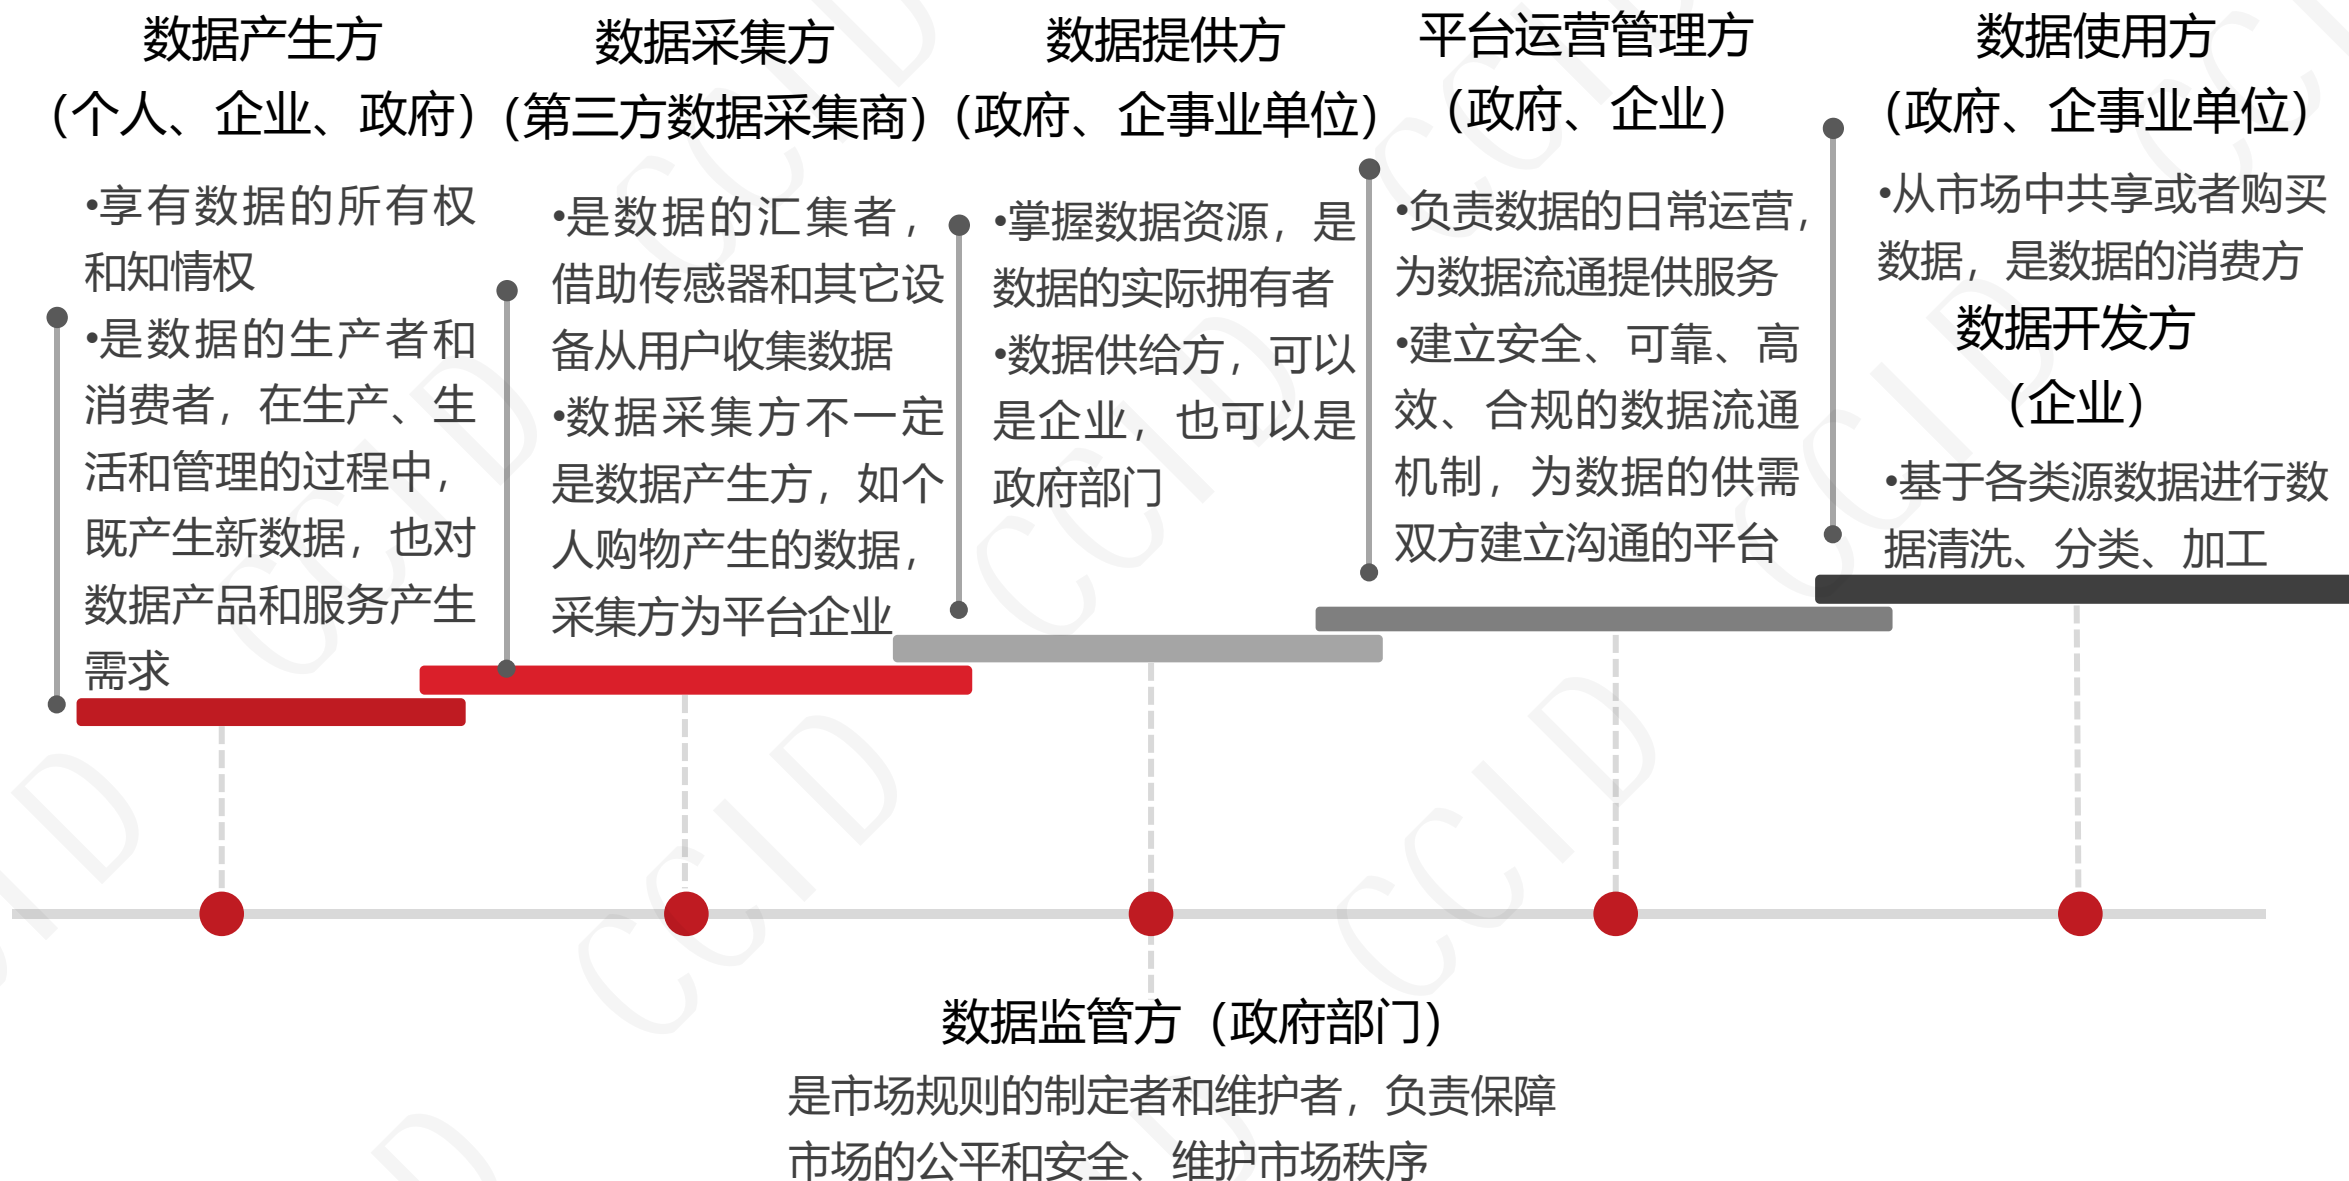 数据产生方
（个人、企业、政府）
•享有数据的所有权
和知情权
•是数据的生产者和
消费者，在生产、生
活和管理的过程中，
既产生新数据，也对
数据产品和服务产生
需求
数据采集方
（第三方数据采集商）
•是数据的汇集者，
借助传感器和其它设
备从用户收集数据
•数据采集方不一定
是数据产生方，如个
人购物产生的数据，
采集方为平台企业
数据提供方
（政府、企事业单位）
•掌握数据资源，是
数据的实际拥有者
•数据供给方，可以
是企业，也可以是
政府部门
平台运营管理方
（政府、企业）
•负责数据的日常运营，
为数据流通提供服务
•建立安全、可靠、高
效、合规的数据流通
机制，为数据的供需
双方建立沟通的平台
数据使用方
（政府、企事业单位）
•从市场中共享或者购买
数据，是数据的消费方
数据开发方
（企业）
•基于各类源数据进行数
据清洗、分类、加工
数据监管方（政府部门）
是市场规则的制定者和维护者，负责保障
市场的公平和安全、维护市场秩序
CCID
CCID
CCID
CCID
CCID
CCID
CCID